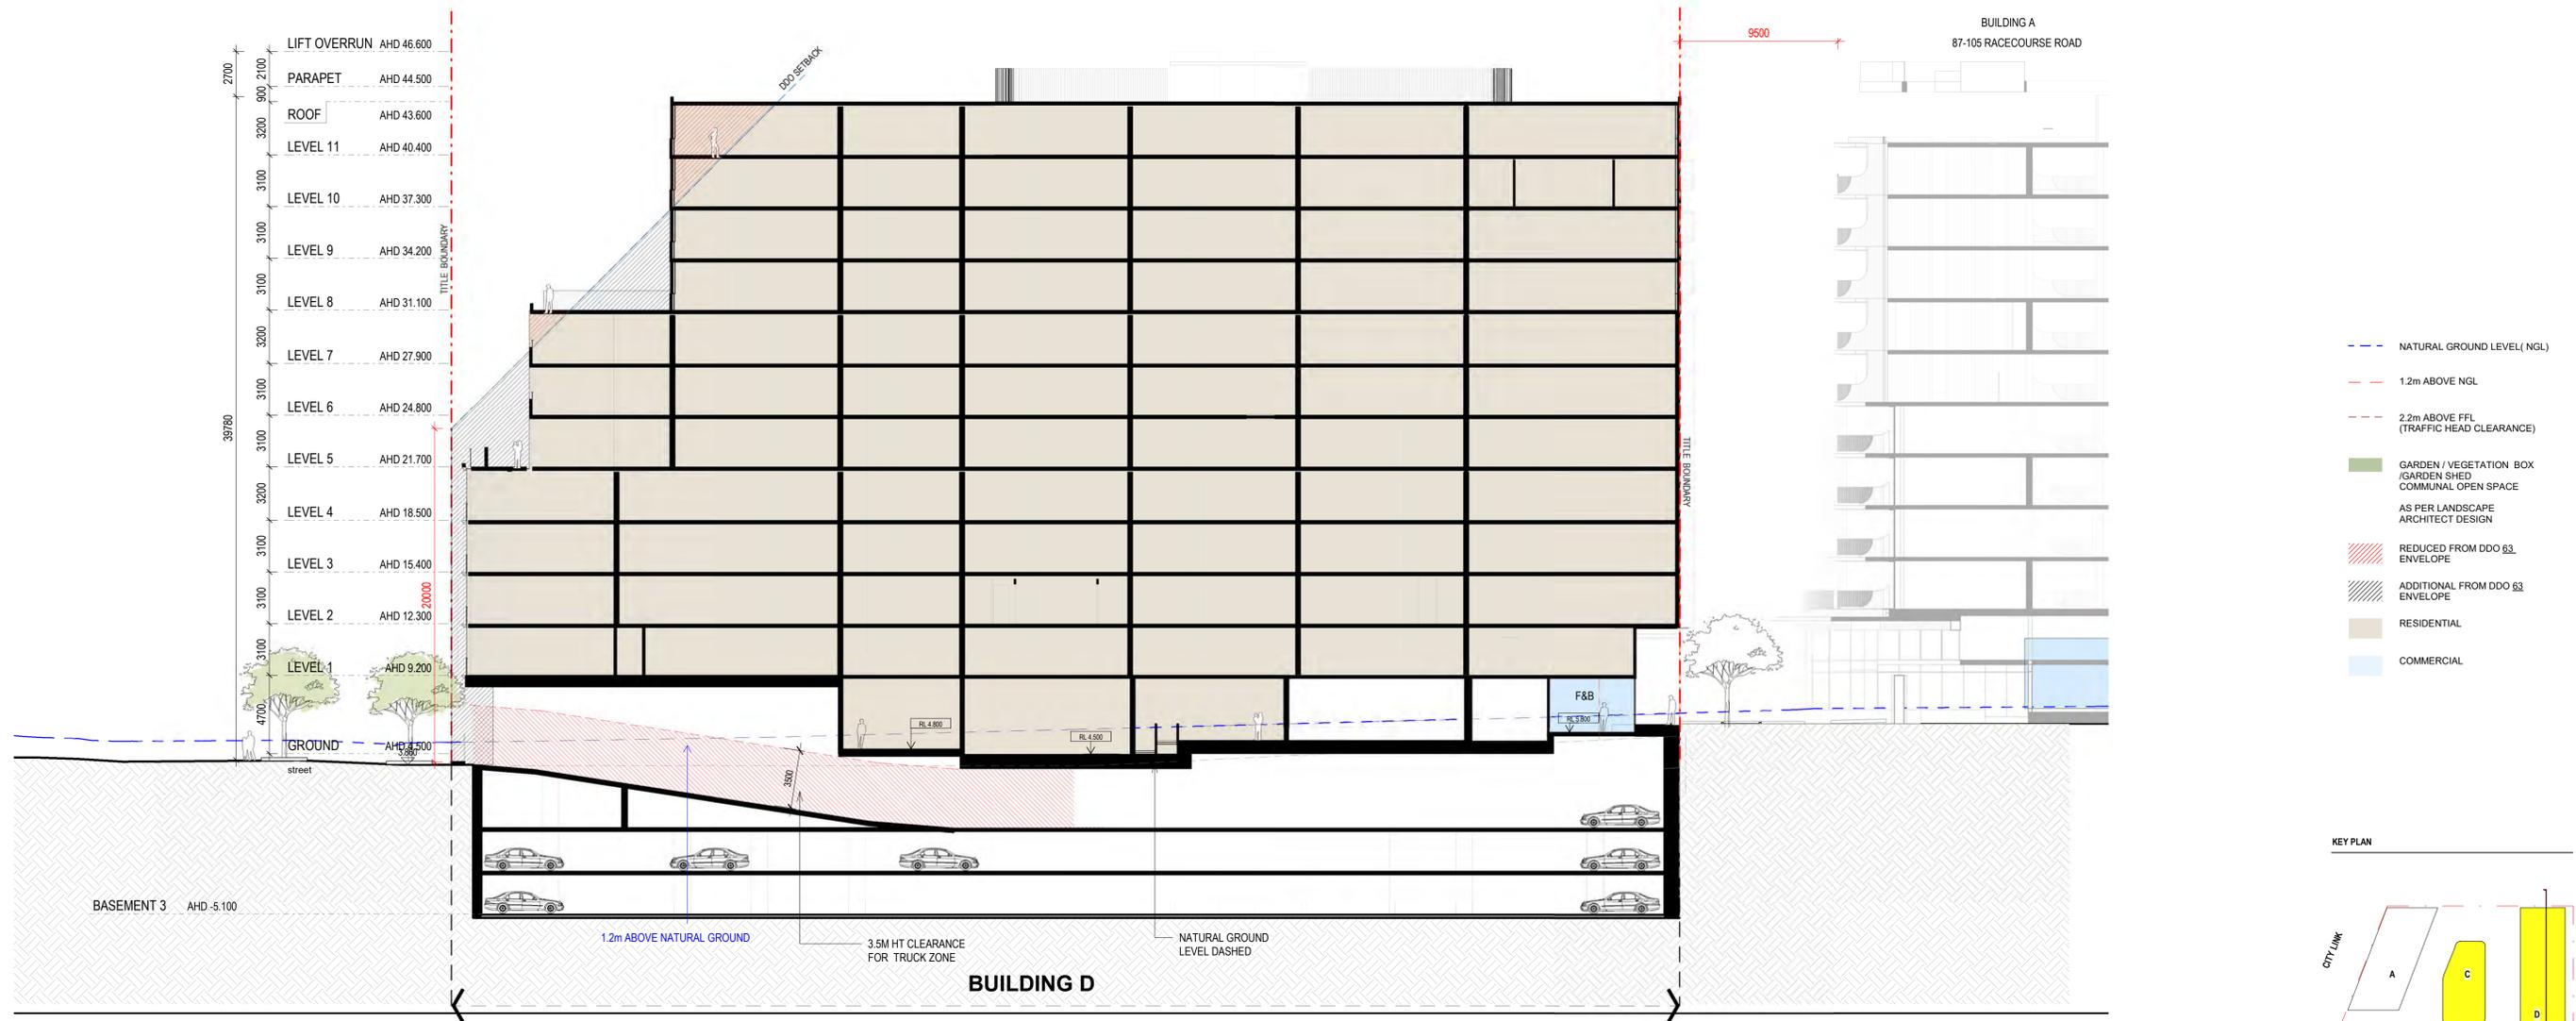 BUILDING A
87-105 RACECOURSE ROAD
9500
LIFT OVERRUN AHD 46.600
PARAPET AHD 44.500
ROOF AHD 43.600
LEVEL 11 AHD 40.400
LEVEL 10 AHD 37.300
LEVEL 9 AHD 34.200
LEVEL 8 AHD 31.100
LEVEL 7 AHD 27.900
LEVEL 6 AHD 24.800
LEVEL 5 AHD 21.700
LEVEL 4 AHD 18.500
LEVEL 3 AHD 15.400
LEVEL 2 AHD 12.300
LEVEL 1 AHD 9.200
GROUND AHD 4.500
street
BASEMENT 3 AHD -5.100
2700
39780
2100
900
3200
3100
3100
3100
3200
3100
3100
3200
3100
3100
3100
4700
20000
TITLE BOUNDARY
DDO SETBACK
TITLE BOUNDARY
F&B
RL 4.800
RL 4.500
RL 5.800
3500
1.2m ABOVE NATURAL GROUND
3.5M HT CLEARANCE
FOR TRUCK ZONE
NATURAL GROUND
LEVEL DASHED
BUILDING D
NATURAL GROUND LEVEL( NGL)
1.2m ABOVE NGL
2.2m ABOVE FFL
(TRAFFIC HEAD CLEARANCE)
GARDEN / VEGETATION BOX
/GARDEN SHED
COMMUNAL OPEN SPACE
AS PER LANDSCAPE
ARCHITECT DESIGN
REDUCED FROM DDO 63
ENVELOPE
ADDITIONAL FROM DDO 63
ENVELOPE
RESIDENTIAL
COMMERCIAL
KEY PLAN
CITY LINK
A
C
D